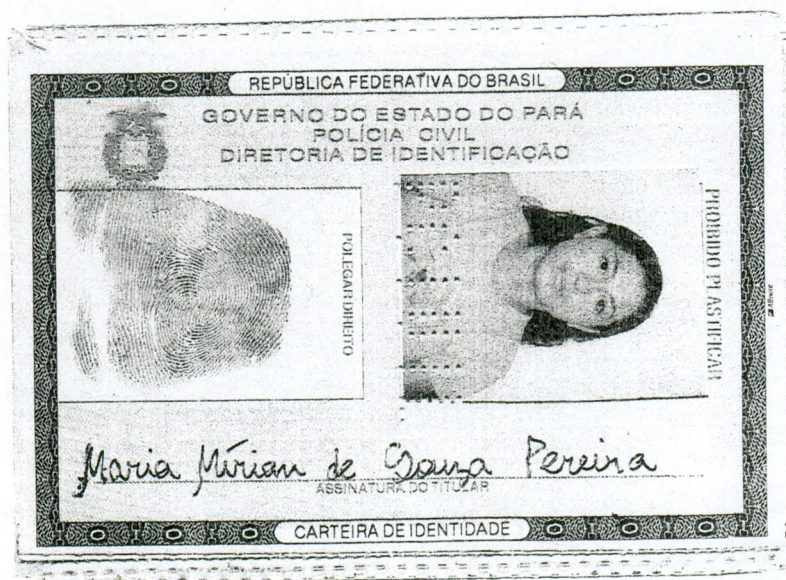 REPÚBLICA FEDERATIVA DO BRASIL
GOVERNO DO ESTADO DO PARÁ
POLÍCIA CIVIL
DIRETORIA DE IDENTIFICAÇÃO
POLEGAR DIREITO
PROIBIDO PLASTIFICAR
Maria Mírian de Souza Pereira
ASSINATURA DO TITULAR
CARTEIRA DE IDENTIDADE